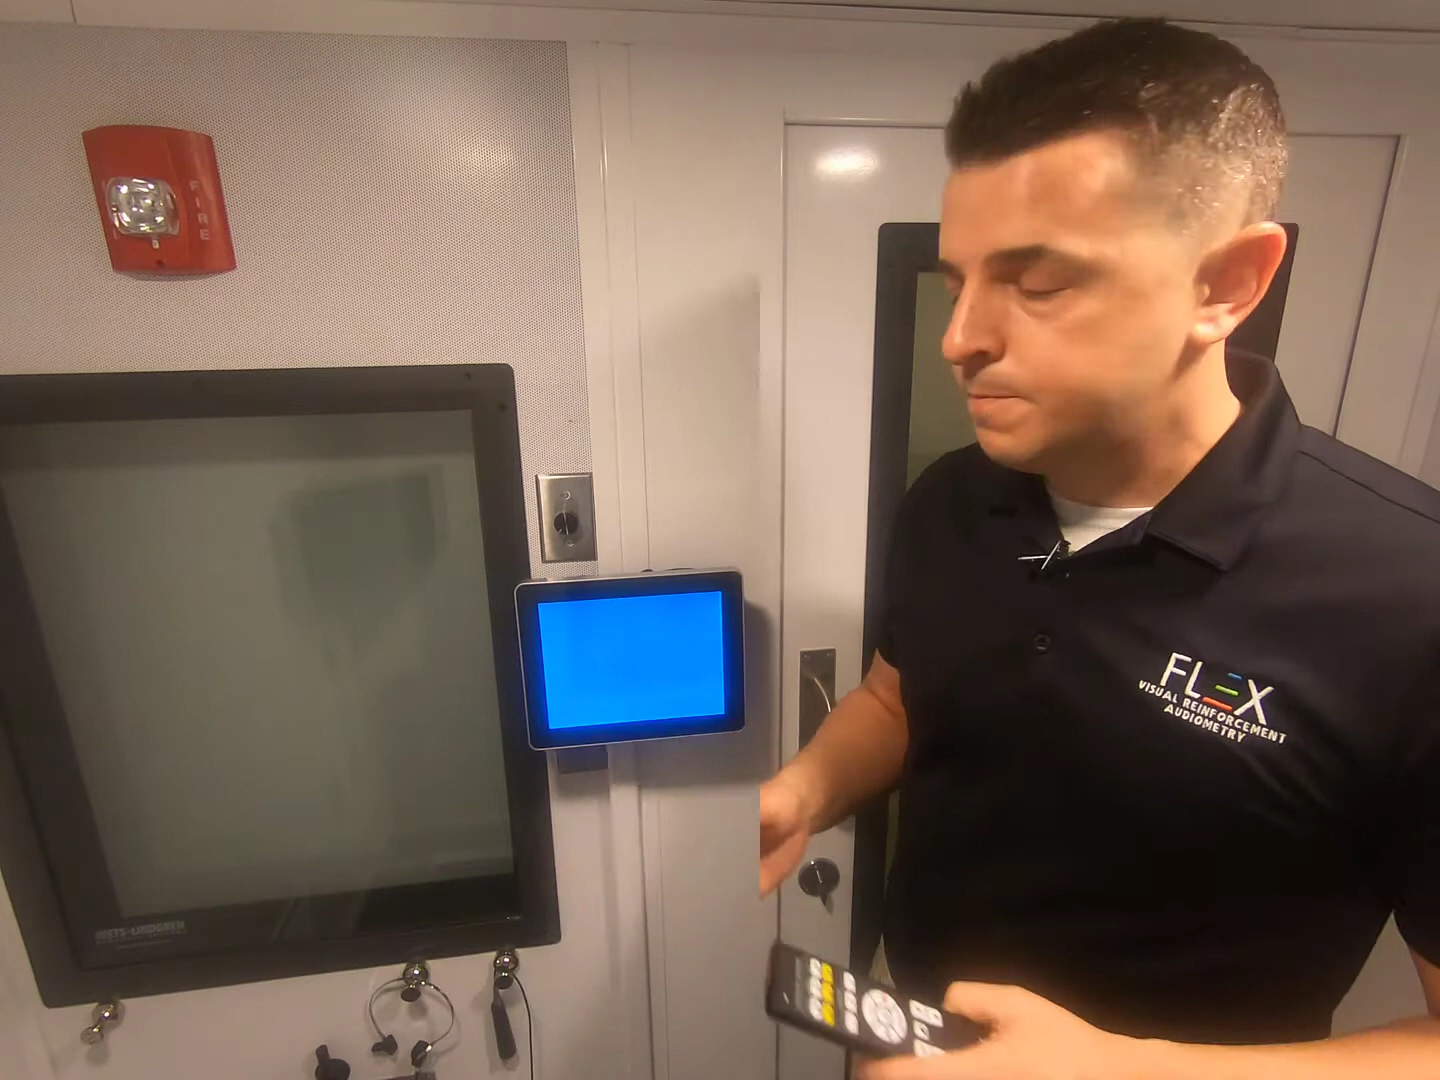 FIRE
FLEX
VISUAL REINFORCEMENT
AUDIOMETRY
ETS-LINDGREN